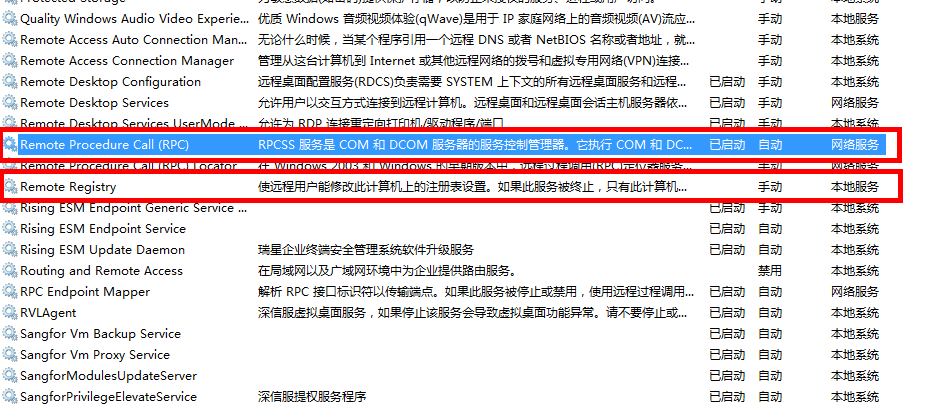 Quality Windows Audio Video Experie... 优质 Windows 音频视频体验(qWave)是用于 IP 家庭网络上的音频视频(AV)流应... 手动 本地服务
Remote Access Auto Connection Man... 无论什么时候，当某个程序引用一个远程 DNS 或者 NetBIOS 名称或者地址，就... 手动 本地系统
Remote Access Connection Manager 管理从这台计算机到 Internet 或其他远程网络的拨号和虚拟专用网络(VPN)连接... 手动 本地系统
Remote Desktop Configuration 远程桌面配置服务(RDCS)负责需要 SYSTEM 上下文的所有远程桌面服务和远程... 已启动 手动 本地系统
Remote Desktop Services 允许用户以交互方式连接到远程计算机。远程桌面和远程桌面会话主机服务器依... 已启动 手动 网络服务
Remote Desktop Services UserMode ... 允许为 RDP 连接重定向打印机/驱动程序/端口 已启动 手动 本地系统
Remote Procedure Call (RPC) RPCSS 服务是 COM 和 DCOM 服务器的服务控制管理器。它执行 COM 和 DC... 已启动 自动 网络服务
Remote Procedure Call (RPC) Locator 在 Windows 2003 和 Windows 的早期版本中，远程过程调用(RPC)定位器服务... 手动 网络服务
Remote Registry 使远程用户能修改此计算机上的注册表设置。如果此服务被终止，只有此计算机... 手动 本地服务
Rising ESM Endpoint Generic Service ... 已启动 手动 本地系统
Rising ESM Endpoint Service 已启动 自动 本地系统
Rising ESM Update Daemon 瑞星企业终端安全管理系统软件升级服务 已启动 自动 本地系统
Routing and Remote Access 在局域网以及广域网环境中为企业提供路由服务。 禁用 本地系统
RPC Endpoint Mapper 解析 RPC 接口标识符以传输端点。如果此服务被停止或禁用，使用远程过程调用... 已启动 自动 网络服务
RVLAgent 深信服虚拟桌面服务，如果停止该服务会导致虚拟桌面功能异常。请不要停止或... 已启动 自动 本地系统
Sangfor Vm Backup Service 已启动 自动 本地系统
Sangfor Vm Proxy Service 已启动 自动 本地系统
SangforModulesUpdateServer 已启动 自动 本地系统
SangforPrivilegeElevateService 深信服提权服务程序 已启动 自动 本地系统